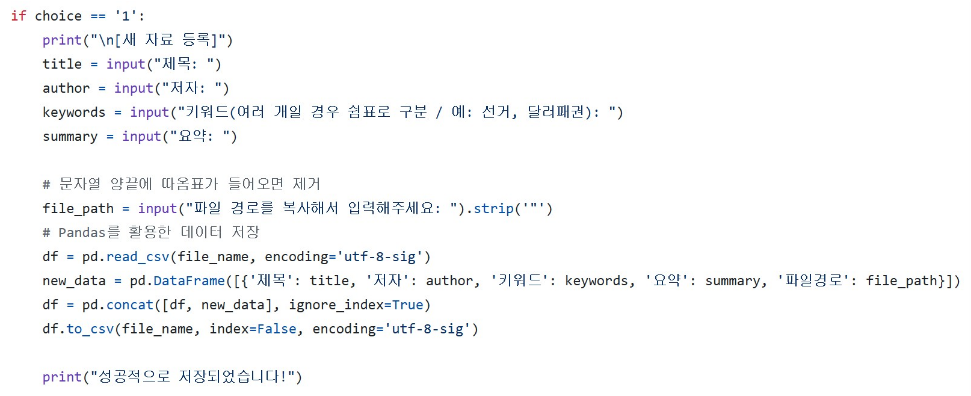 if choice == '1':
    print("\n[새 자료 등록]")
    title = input("제목: ")
    author = input("저자: ")
    keywords = input("키워드(여러 개일 경우 쉼표로 구분 / 예: 선거, 달러패권): ")
    summary = input("요약: ")

    # 문자열 양끝에 따옴표가 들어오면 제거
    file_path = input("파일 경로를 복사해서 입력해주세요: ").strip('"')
    # Pandas를 활용한 데이터 저장
    df = pd.read_csv(file_name, encoding='utf-8-sig')
    new_data = pd.DataFrame([{'제목': title, '저자': author, '키워드': keywords, '요약': summary, '파일경로': file_path}])
    df = pd.concat([df, new_data], ignore_index=True)
    df.to_csv(file_name, index=False, encoding='utf-8-sig')

    print("성공적으로 저장되었습니다!")